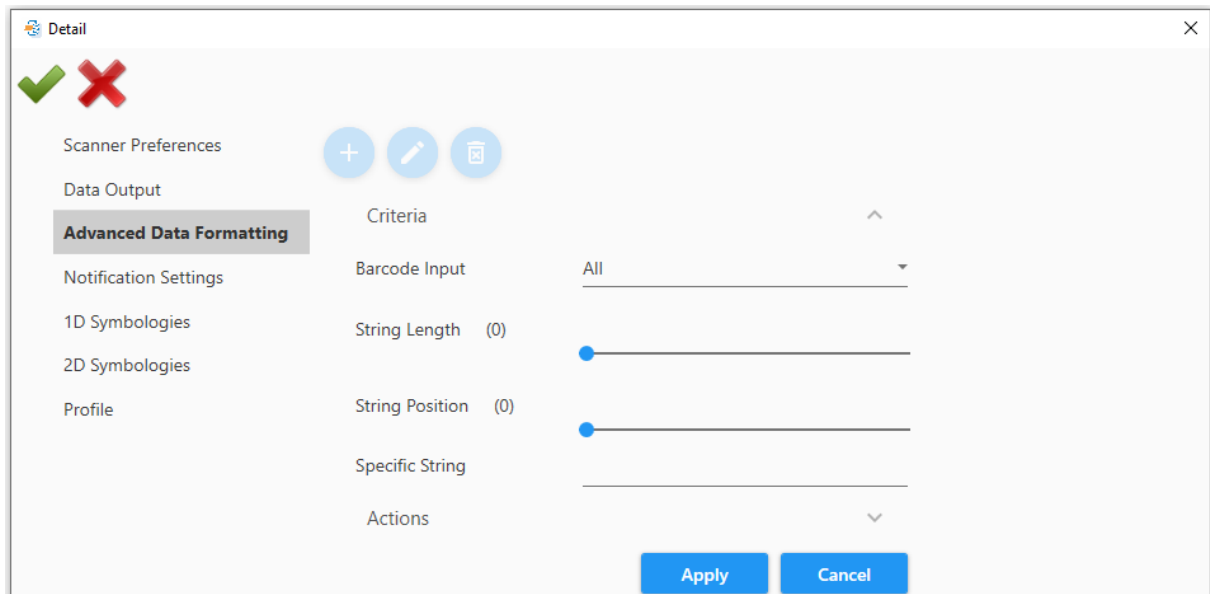 Detail
Scanner Preferences
Data Output
Advanced Data Formatting
Notification Settings
1D Symbologies
2D Symbologies
Profile
Criteria
Barcode Input All
String Length (0)
String Position (0)
Specific String
Actions
Apply Cancel